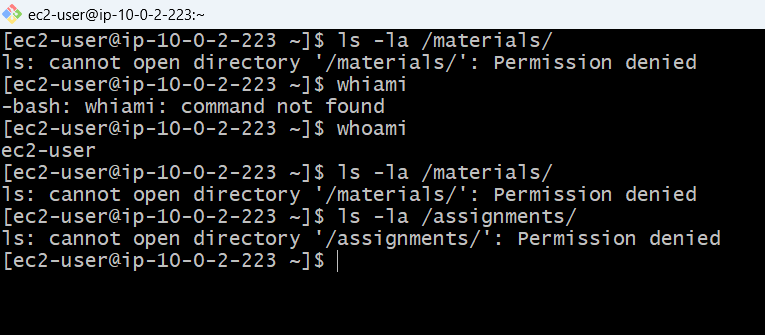 ec2-user@ip-10-0-2-223:~
[ec2-user@ip-10-0-2-223 ~]$ ls -la /materials/
ls: cannot open directory '/materials/': Permission denied
[ec2-user@ip-10-0-2-223 ~]$ whiami
-bash: whiami: command not found
[ec2-user@ip-10-0-2-223 ~]$ whoami
ec2-user
[ec2-user@ip-10-0-2-223 ~]$ ls -la /materials/
ls: cannot open directory '/materials/': Permission denied
[ec2-user@ip-10-0-2-223 ~]$ ls -la /assignments/
ls: cannot open directory '/assignments/': Permission denied
[ec2-user@ip-10-0-2-223 ~]$